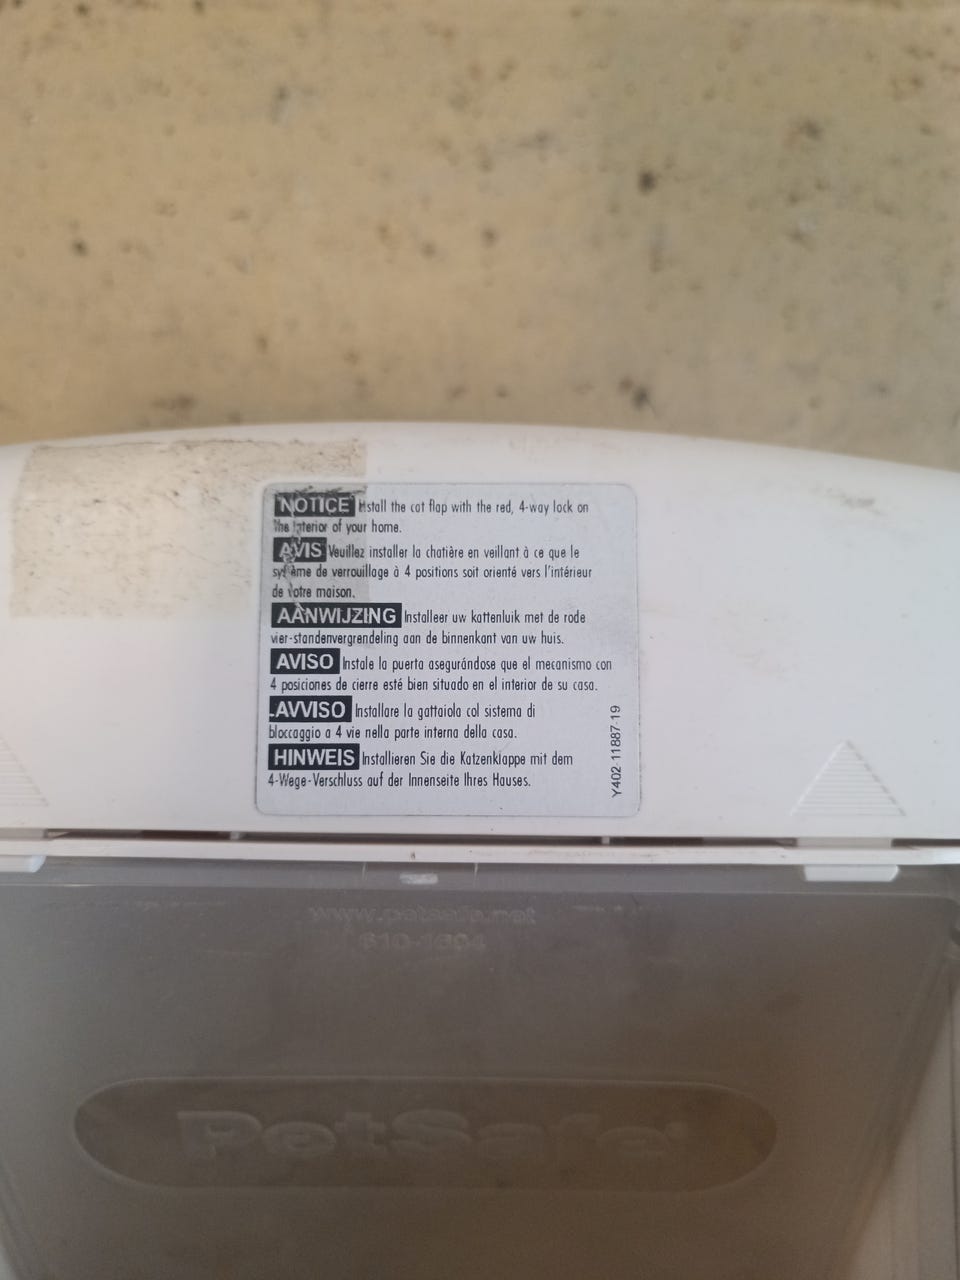 NOTICE Install the cat flap with the red, 4-way lock on
the interior of your home.
AVIS Veuillez installer la chatière en veillant à ce que le
système de verrouillage à 4 positions soit orienté vers l'intérieur
de votre maison.
AANWIJZING Installeer uw kattenluik met de rode
vier-standenvergrendeling aan de binnenkant van uw huis.
AVISO Instale la puerta asegurándose que el mecanismo con
4 posiciones de cierre esté bien situado en el interior de su casa.
AVVISO Installare la gattaiola col sistema di
bloccaggio a 4 vie nella parte interna della casa.
HINWEIS Installieren Sie die Katzenklappe mit dem
4-Wege-Verschluss auf der Innenseite Ihres Hauses.
Y402-11887-19
www.petsafe.net
PetSafe